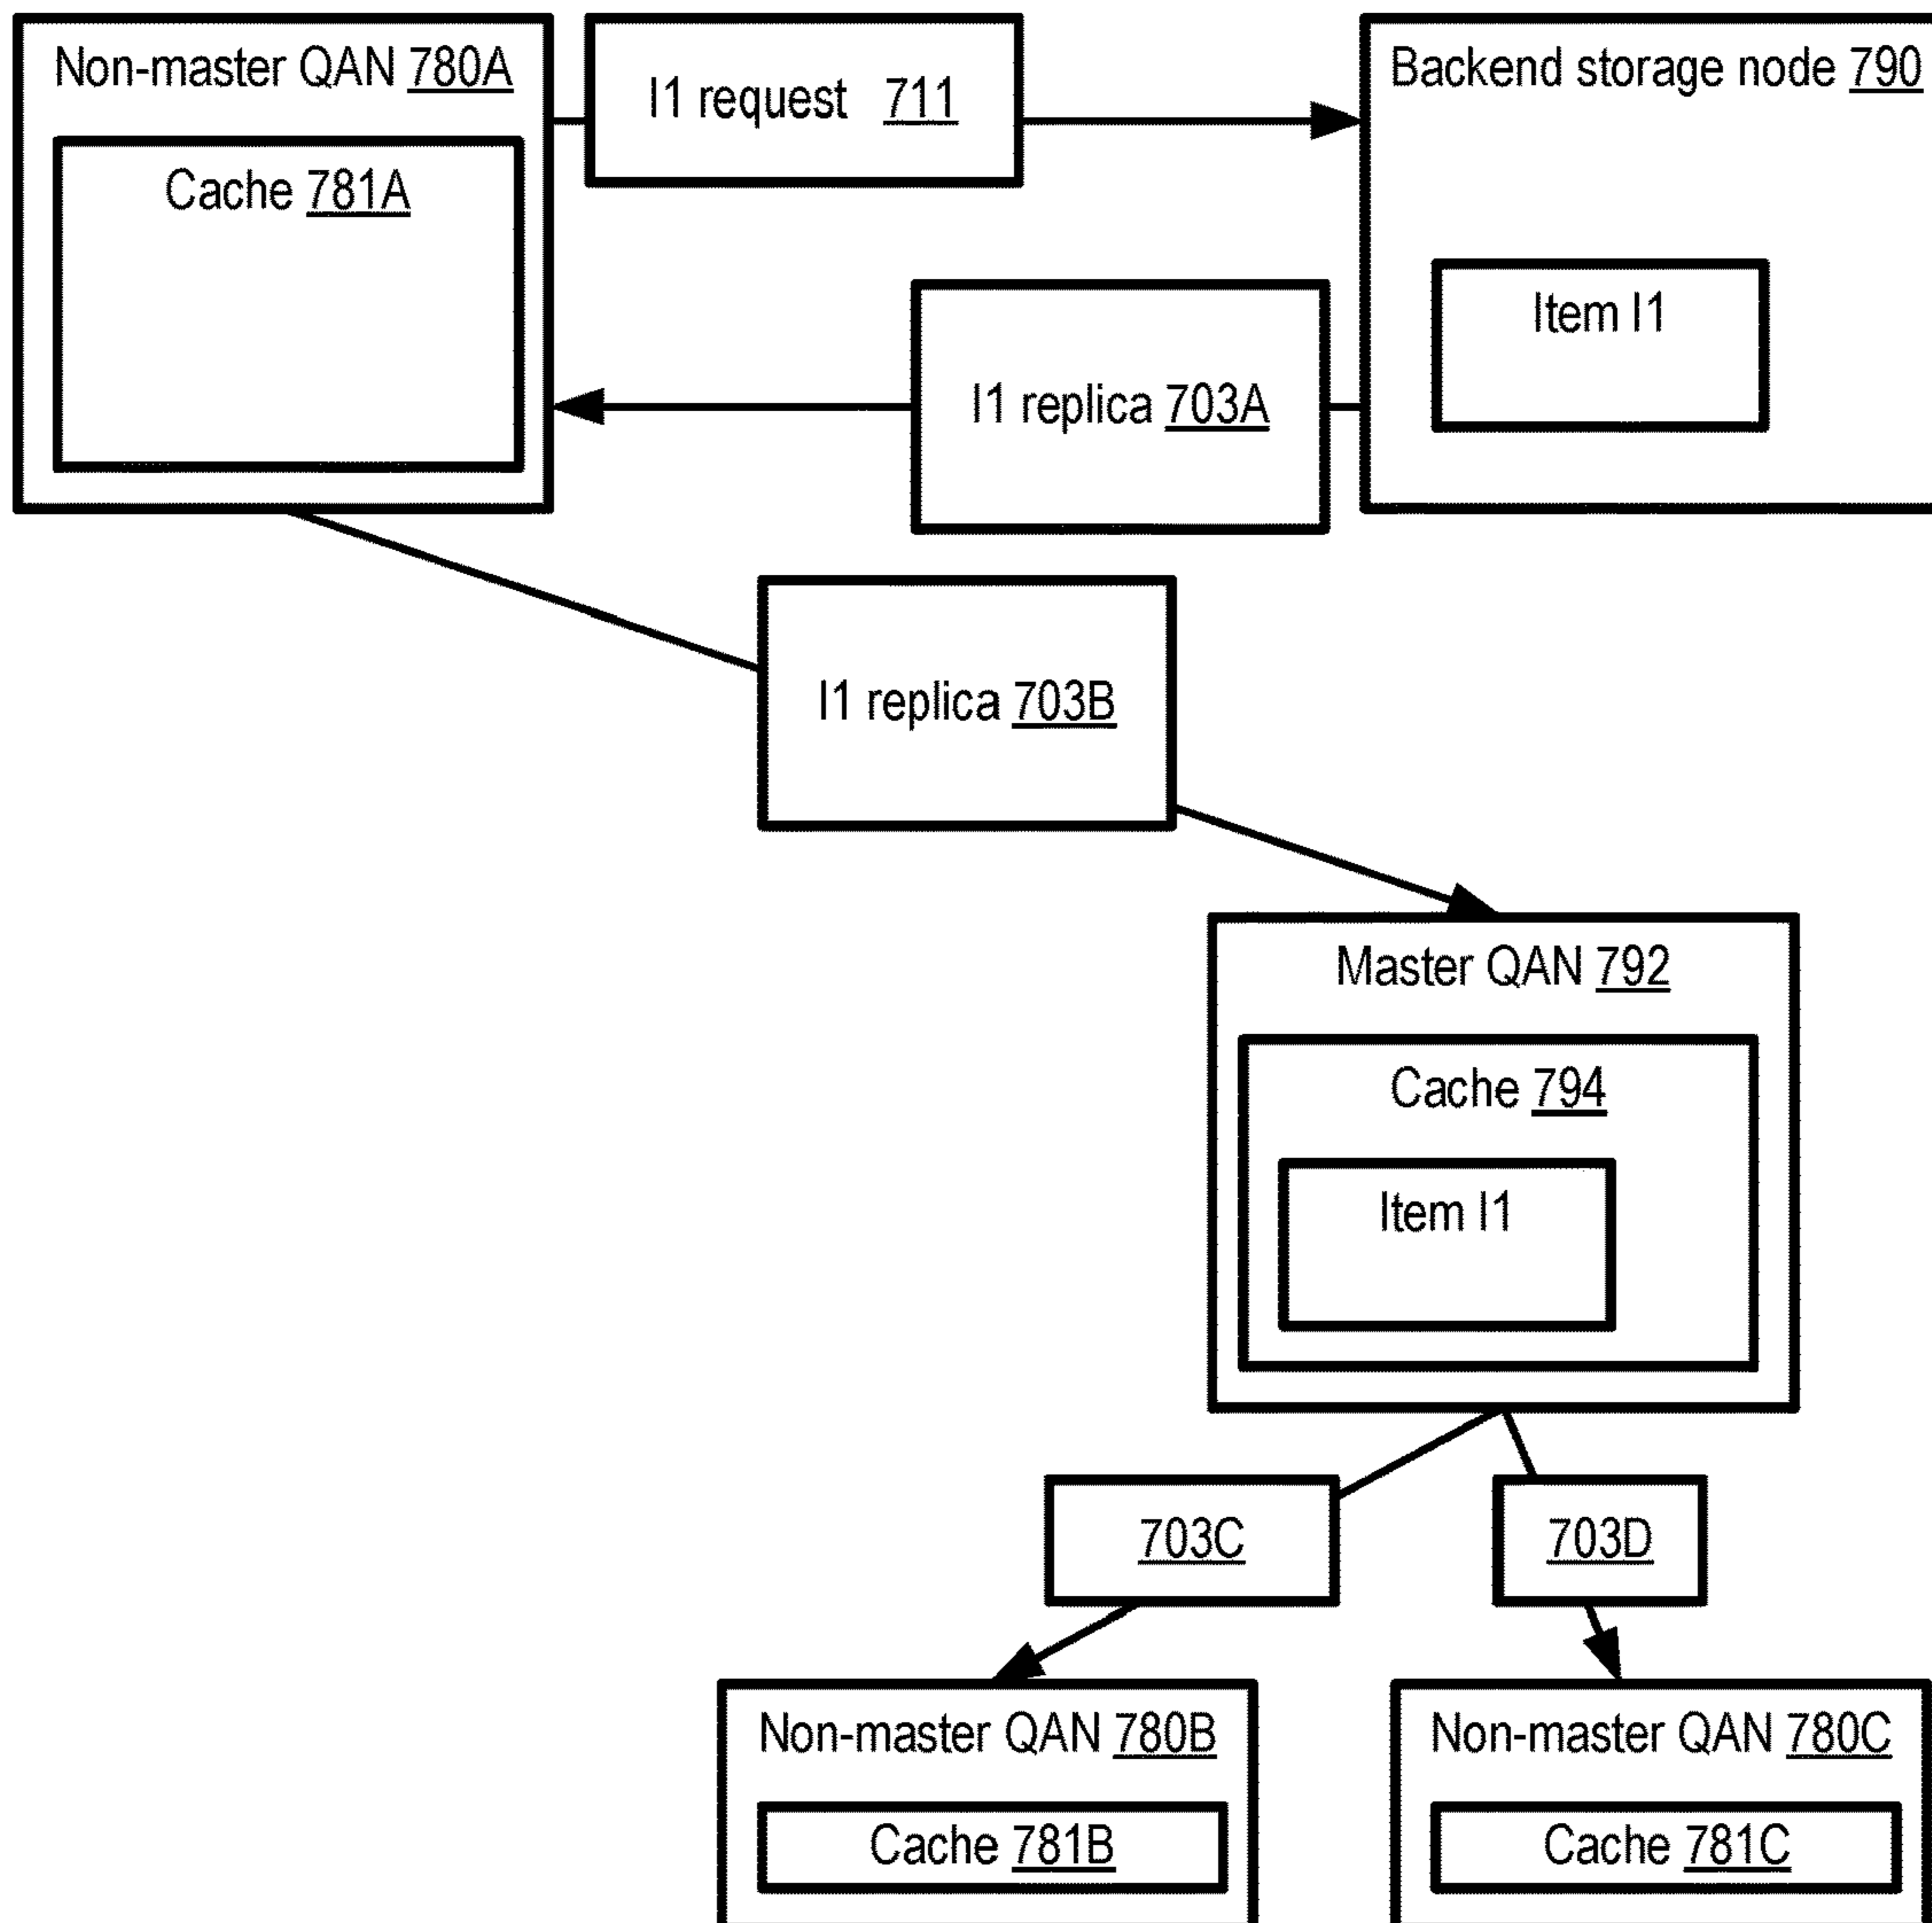 Non-master QAN 780A
I1 request 711
Backend storage node 790
Cache 781A
Item I1
I1 replica 703A
I1 replica 703B
Master QAN 792
Cache 794
Item I1
703C
703D
Non-master QAN 780B
Non-master QAN 780C
Cache 781B
Cache 781C